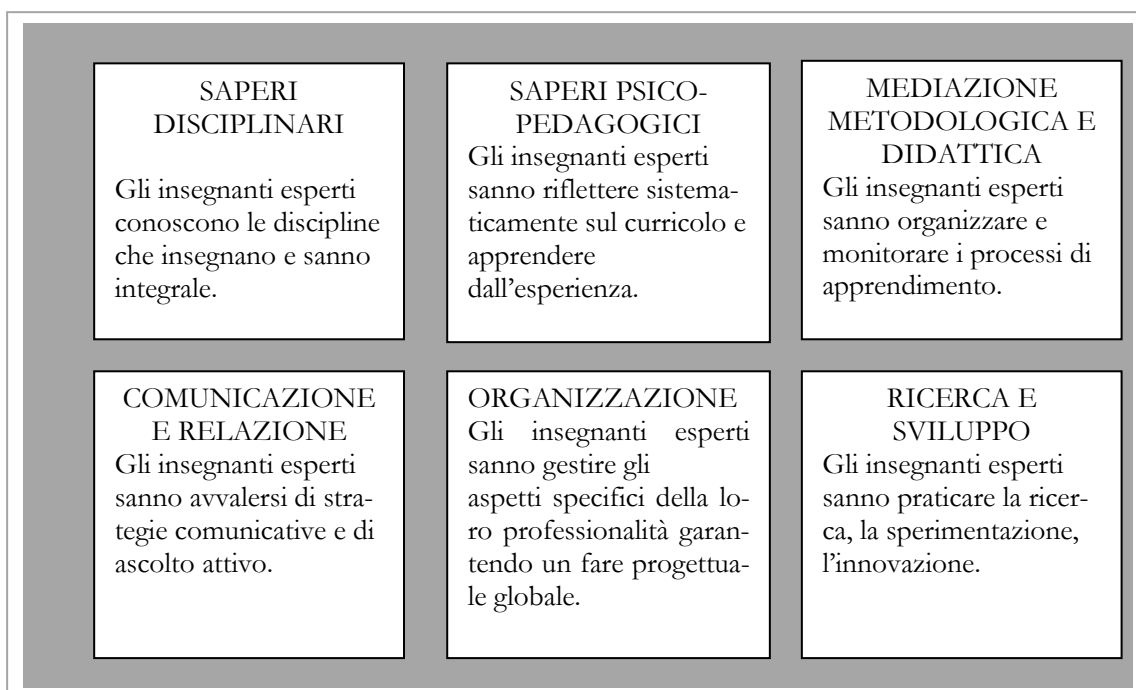 SAPERI
DISCIPLINARI
Gli insegnanti esperti
conoscono le discipline
che insegnano e sanno
integrale.
SAPERI PSICO-
PEDAGOGICI
Gli insegnanti esperti
sanno riflettere sistema-
ticamente sul curricolo e
apprendere
dall’esperienza.
MEDIAZIONE
METODOLOGICA E
DIDATTICA
Gli insegnanti esperti
sanno organizzare e
monitorare i processi di
apprendimento.
COMUNICAZIONE
E RELAZIONE
Gli insegnanti esperti
sanno avvalersi di stra-
tegie comunicative e di
ascolto attivo.
ORGANIZZAZIONE
Gli insegnanti esperti
sanno gestire gli
aspetti specifici della lo-
ro professionalità garan-
tendo un fare progettua-
le globale.
RICERCA E
SVILUPPO
Gli insegnanti esperti
sanno praticare la ricer-
ca, la sperimentazione,
l’innovazione.